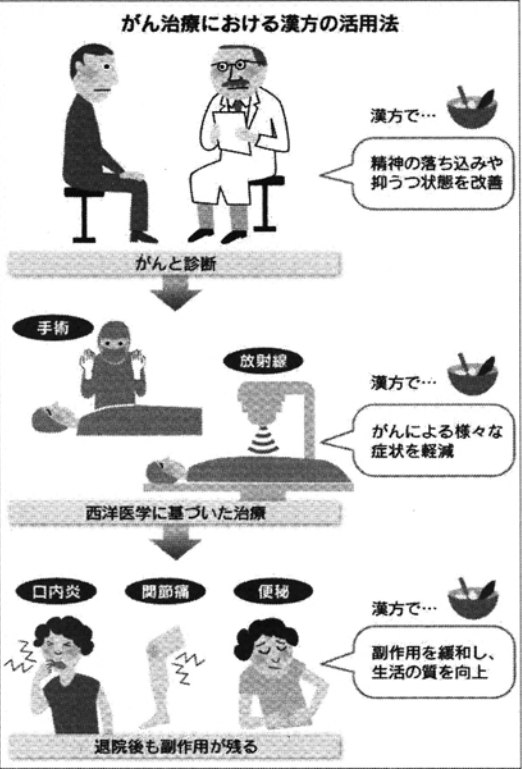 がん治療における漢方の活用法
漢方で…
精神の落ち込みや
抑うつ状態を改善
がんと診断
手術
放射線
漢方で…
がんによる様々な
症状を軽減
西洋医学に基づいた治療
口内炎
関節痛
便秘
漢方で…
副作用を緩和し、
生活の質を向上
退院後も副作用が残る